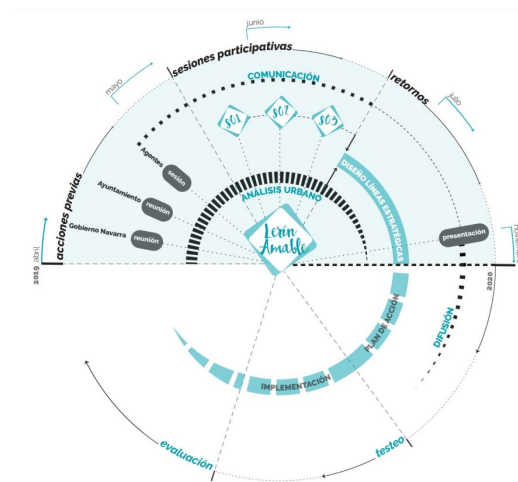 junio
sesiones participativas
COMUNICACIÓN
mayo
retornos
julio
S01
S02
S03
Agentes
sesión
Ayuntamiento
reunión
Gobierno Navarra
reunión
acciones previas
ANÁLISIS URBANO
DISEÑO LÍNEAS ESTRATÉGICAS
Lerín
Amable
presentación
2019 abril
2020
DIFUSIÓN
PLAN DE ACCIÓN
IMPLEMENTACIÓN
evaluación
testeo